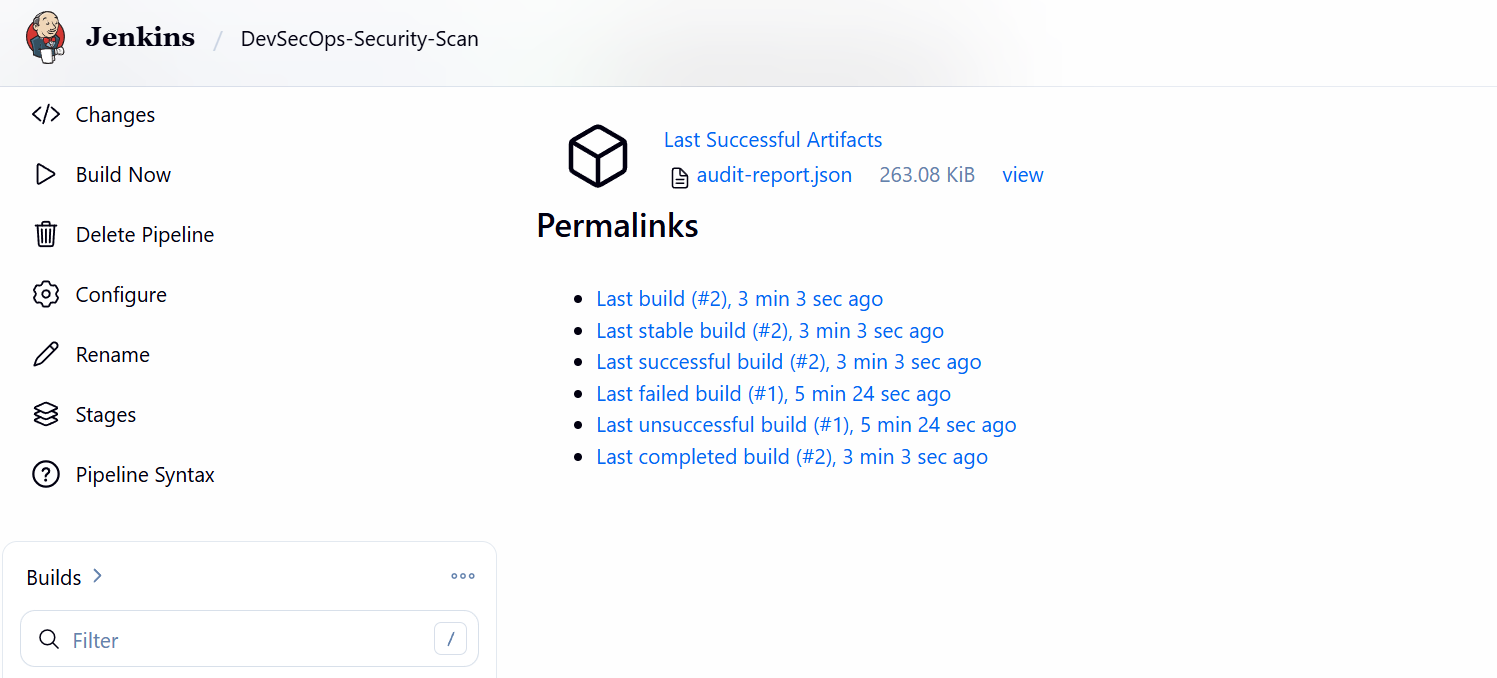 Jenkins / DevSecOps-Security-Scan
Changes
Build Now
Delete Pipeline
Configure
Rename
Stages
Pipeline Syntax
Builds
Filter /
Last Successful Artifacts
audit-report.json 263.08 KiB view
Permalinks
Last build (#2), 3 min 3 sec ago
Last stable build (#2), 3 min 3 sec ago
Last successful build (#2), 3 min 3 sec ago
Last failed build (#1), 5 min 24 sec ago
Last unsuccessful build (#1), 5 min 24 sec ago
Last completed build (#2), 3 min 3 sec ago